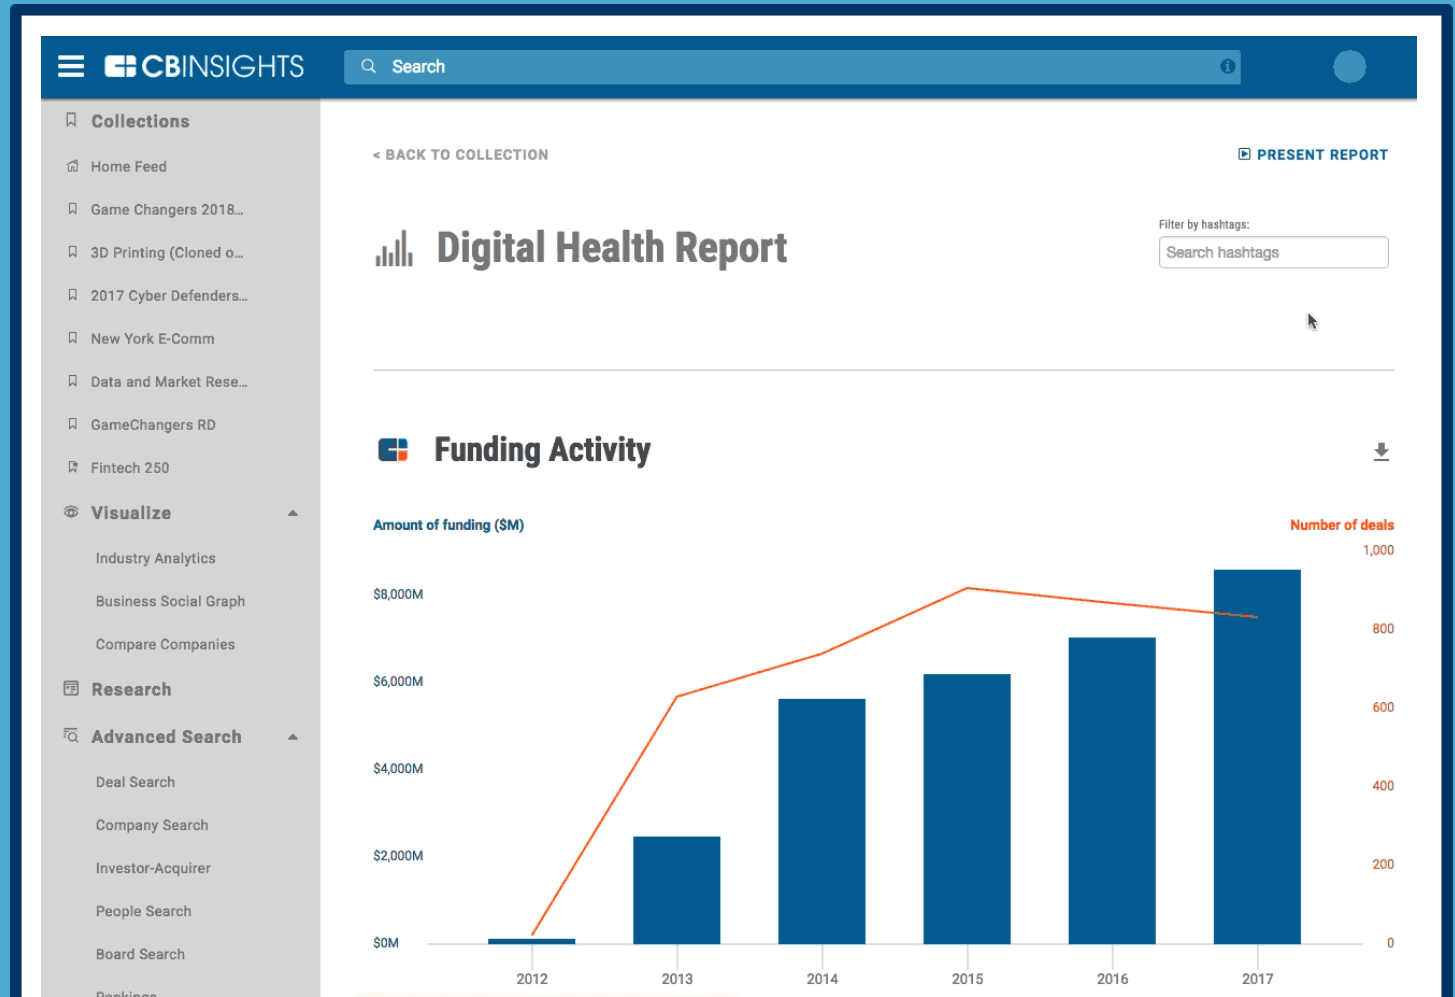 CBINSIGHTS
Search
Collections
Home Feed
Game Changers 2018...
3D Printing (Cloned o...
2017 Cyber Defenders...
New York E-Comm
Data and Market Rese...
GameChangers RD
Fintech 250
Visualize
Industry Analytics
Business Social Graph
Compare Companies
Research
Advanced Search
Deal Search
Company Search
Investor-Acquirer
People Search
Board Search
Rankings
< BACK TO COLLECTION
PRESENT REPORT
Digital Health Report
Filter by hashtags:
Search hashtags
Funding Activity
Amount of funding ($M)
Number of deals
1,000
$8,000M
800
$6,000M
600
$4,000M
400
$2,000M
200
$0M
0
2012 2013 2014 2015 2016 2017